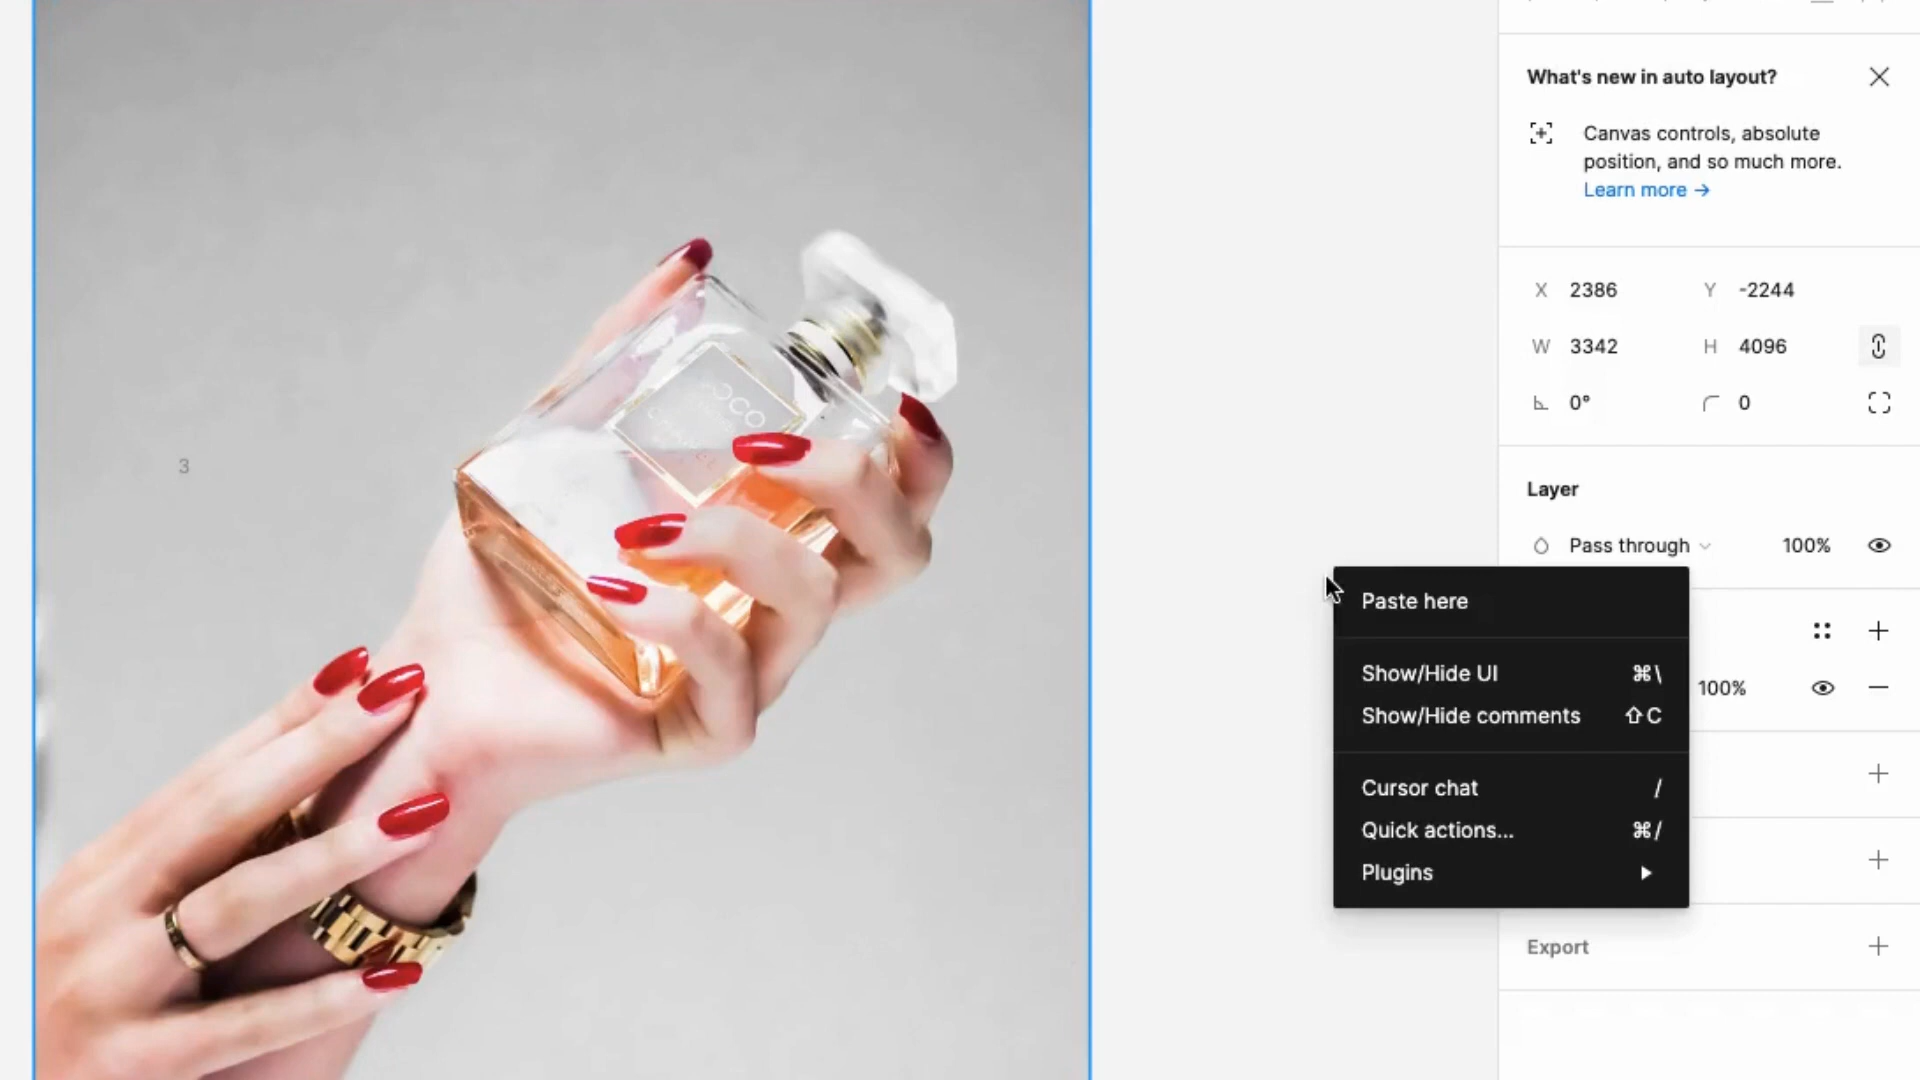 What's new in auto layout?
Canvas controls, absolute
position, and so much more.
Learn more →
X 2386 Y -2244
W 3342 H 4096
0° 0
Layer
Pass through 100%
100%
Export
Paste here
Show/Hide UI ⌘\
Show/Hide comments ⇧C
Cursor chat /
Quick actions... ⌘/
Plugins
3
COCO